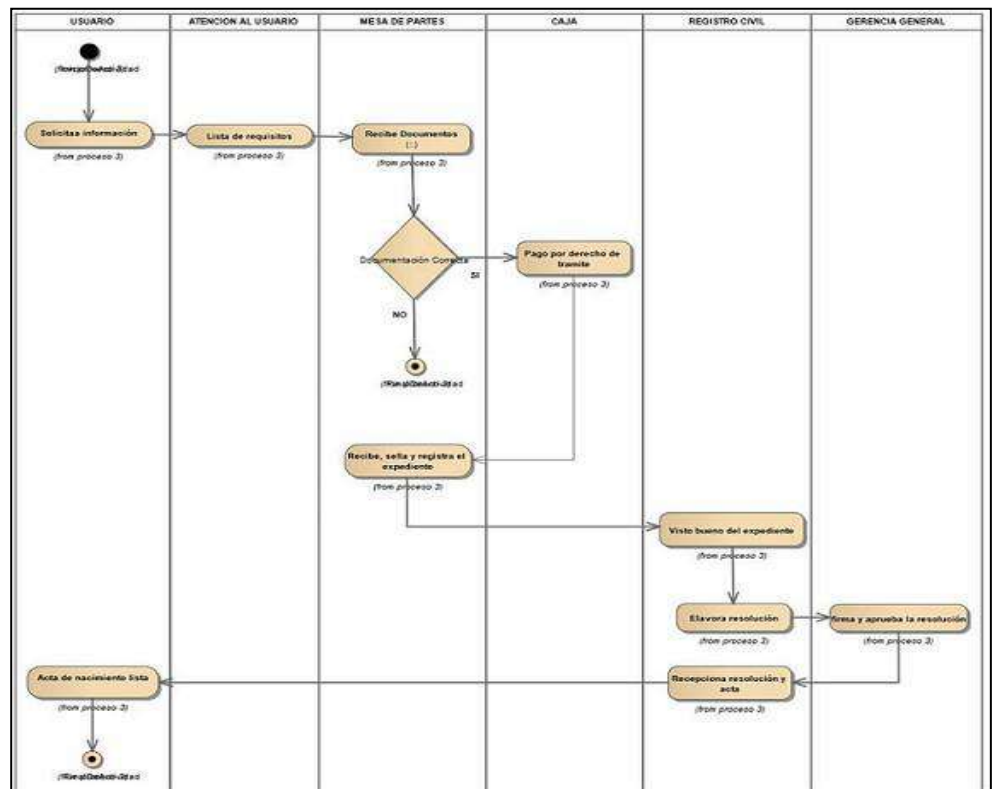 USUARIO
ATENCION AL USUARIO
MESA DE PARTES
CAJA
REGISTRO CIVIL
GERENCIA GENERAL
Solicitaa información
(from proceso 3)
Lista de requisitos
(from proceso 3)
Recibe Documentos
(::)
(from proceso 3)
Documentación Correcta
SI
NO
Pago por derecho de
tramite
(from proceso 3)
Recibe, sella y registra el
expediente
(from proceso 3)
Visto bueno del expediente
(from proceso 3)
Elavora resolución
(from proceso 3)
firma y aprueba la resolución
(from proceso 3)
Recepciona resolución y
acta
(from proceso 3)
Acta de nacimiento lista
(from proceso 3)